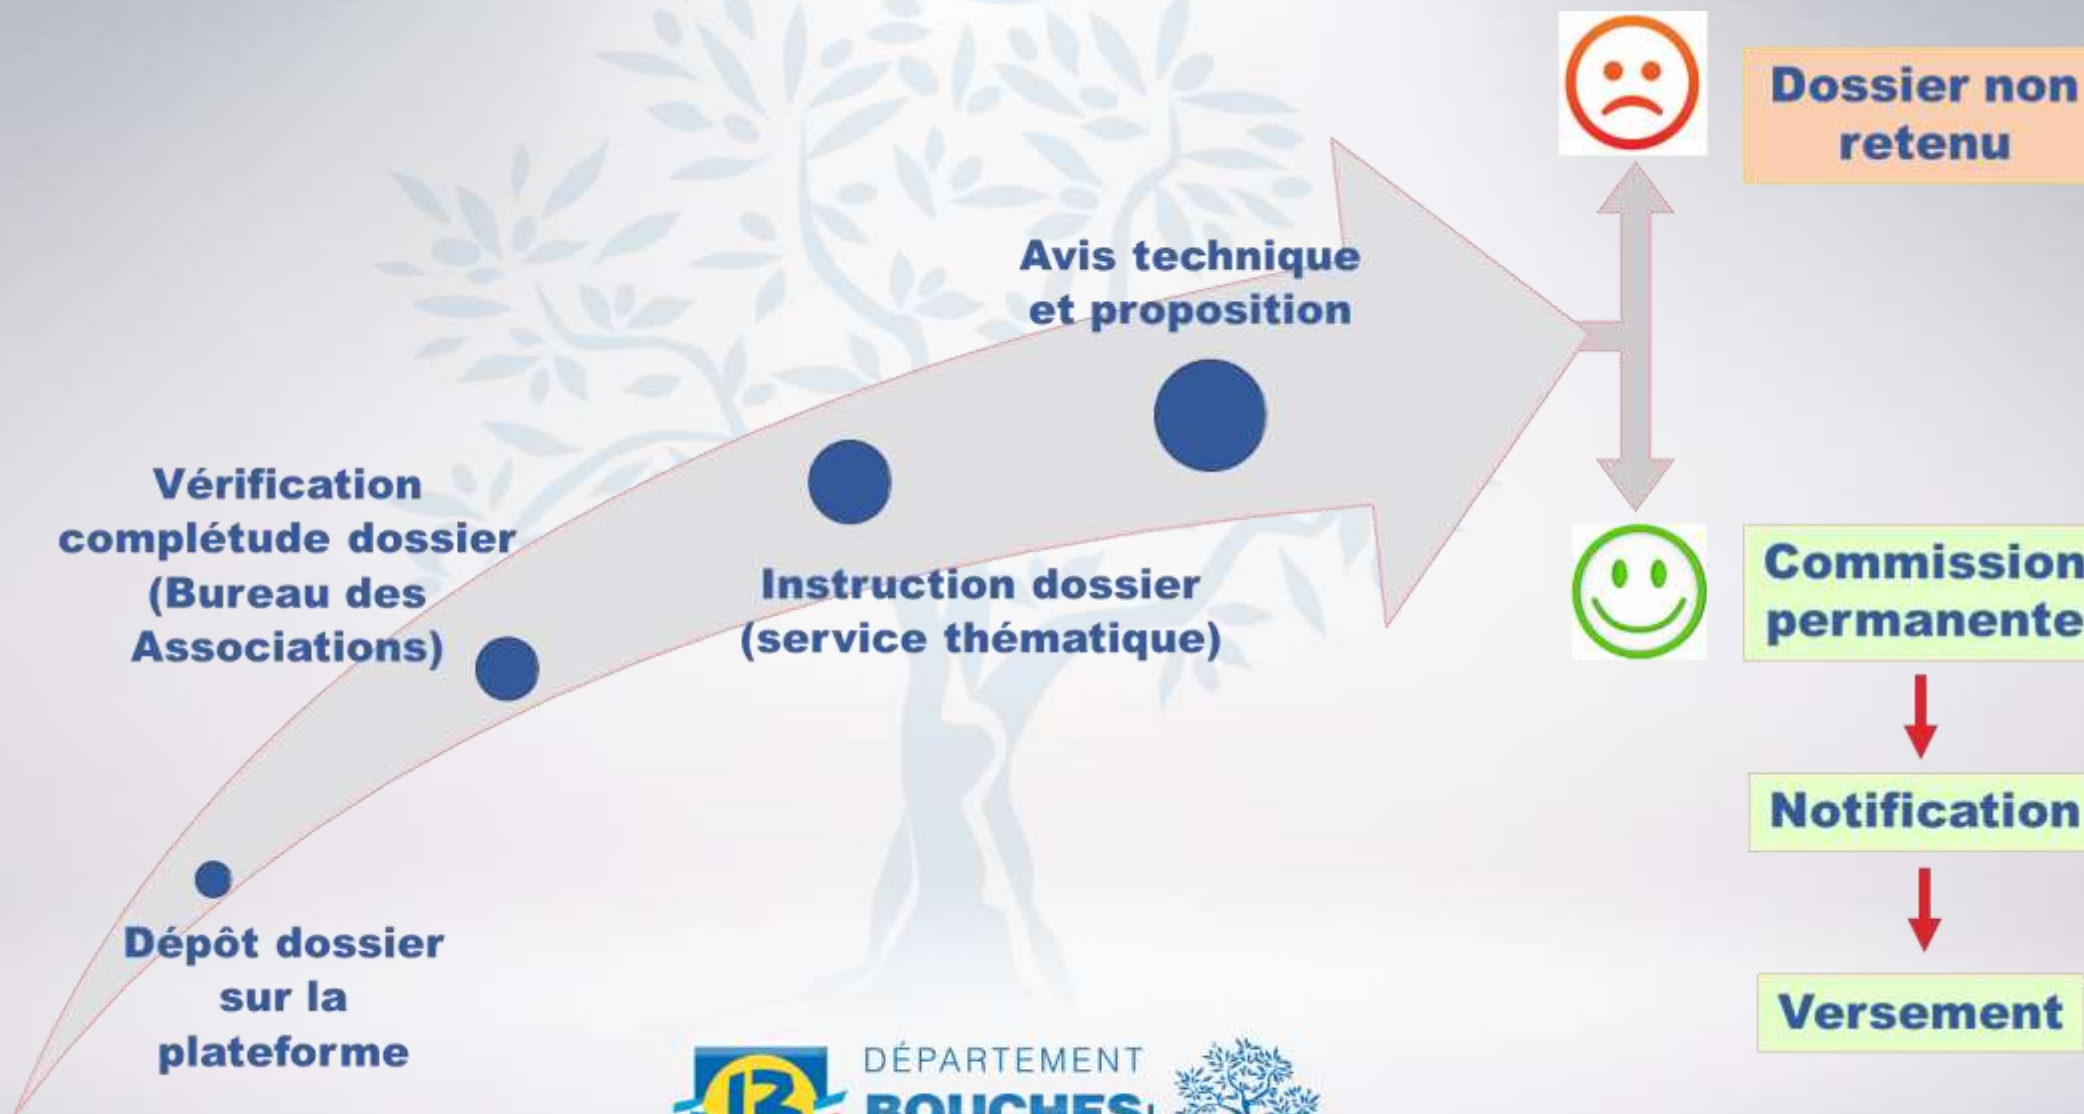 Dossier non
retenu
Avis technique
et proposition
Vérification
complétude dossier
(Bureau des
Associations)
Instruction dossier
(service thématique)
Commission
permanente
Notification
Versement
Dépôt dossier
sur la
plateforme
13
DÉPARTEMENT
BOUCHES